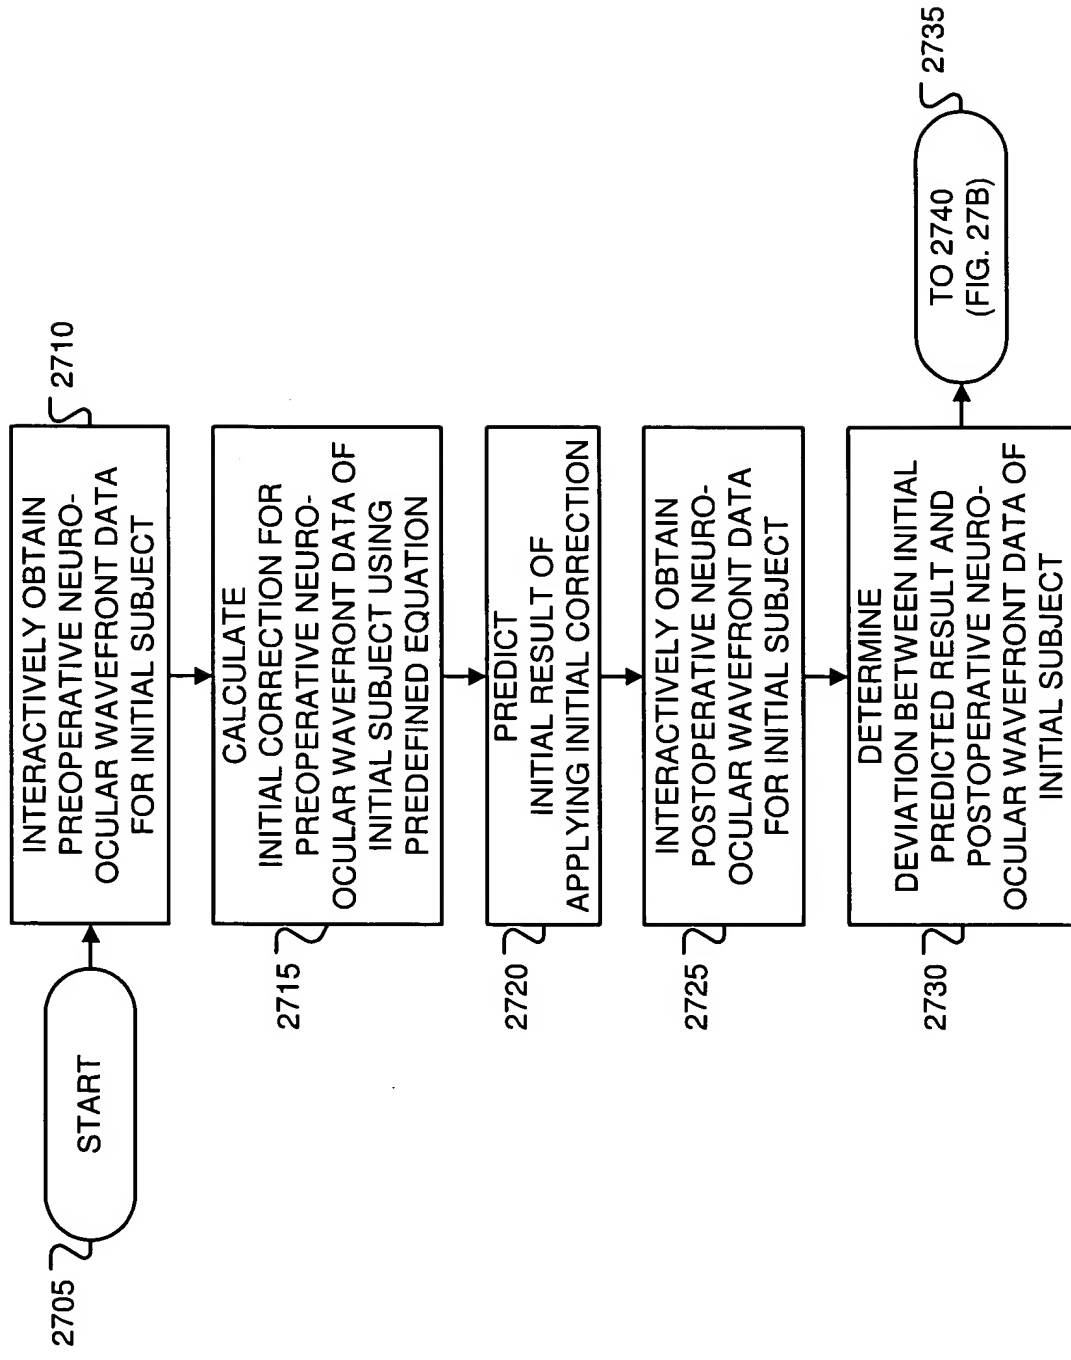 2705
START
INTERACTIVELY OBTAIN
PREOPERATIVE NEURO-
OCULAR WAVEFRONT DATA
FOR INITIAL SUBJECT
2710
2715
CALCULATE
INITIAL CORRECTION FOR
PREOPERATIVE NEURO-
OCULAR WAVEFRONT DATA OF
INITIAL SUBJECT USING
PREDEFINED EQUATION
2720
PREDICT
INITIAL RESULT OF
APPLYING INITIAL CORRECTION
2725
INTERACTIVELY OBTAIN
POSTOPERATIVE NEURO-
OCULAR WAVEFRONT DATA
FOR INITIAL SUBJECT
2730
DETERMINE
DEVIATION BETWEEN INITIAL
PREDICTED RESULT AND
POSTOPERATIVE NEURO-
OCULAR WAVEFRONT DATA OF
INITIAL SUBJECT
TO 2740
(FIG. 27B)
2735